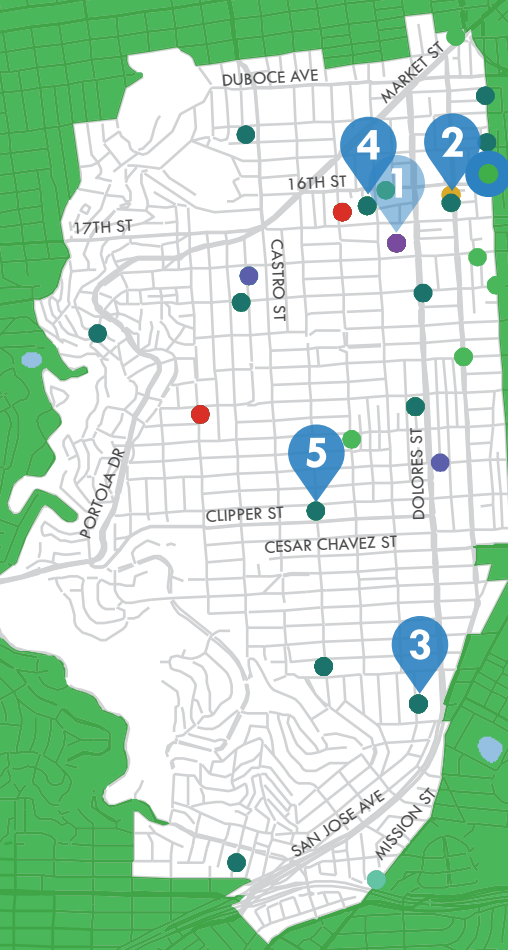 MARKET ST
DUBOCE AVE
4
2
16TH ST
1
17TH ST
CASTRO ST
5
DOLORES ST
PORTOLA DR
CLIPPER ST
CESAR CHAVEZ ST
3
SAN JOSE AVE
MISSION ST